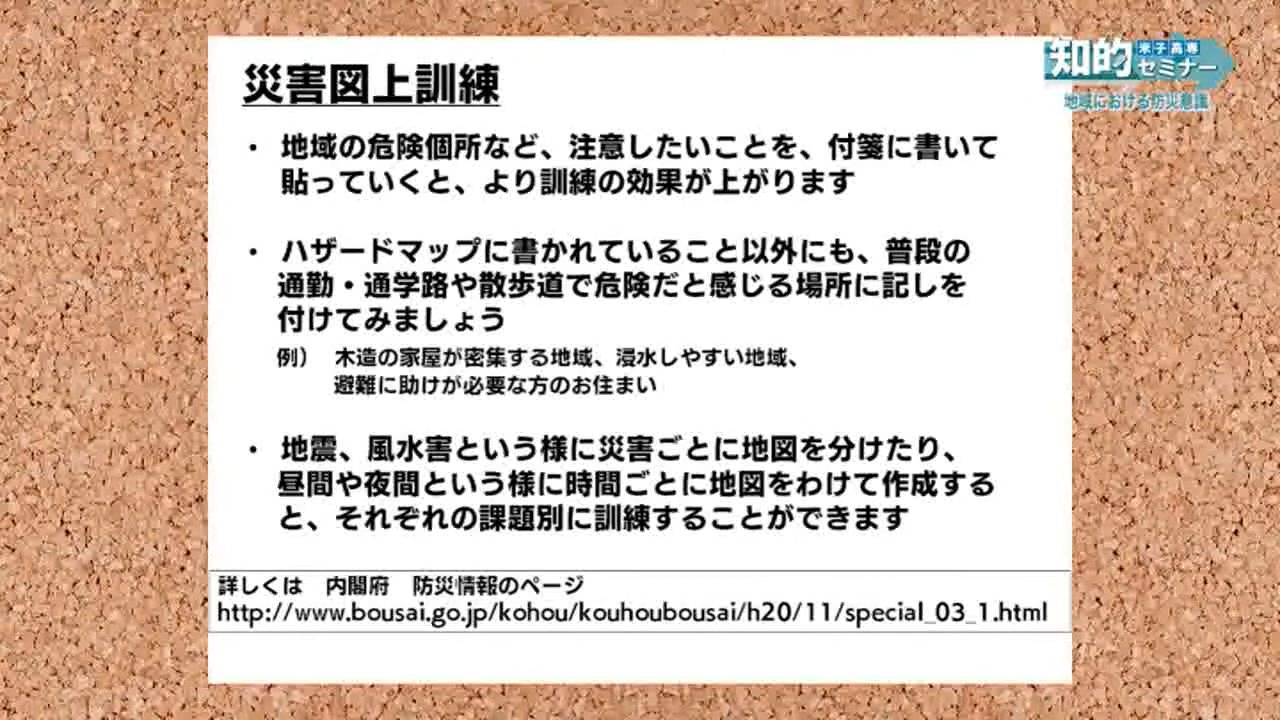 災害図上訓練
・ 地域の危険個所など、注意したいことを、付箋に書いて
貼っていくと、より訓練の効果が上がります
・ ハザードマップに書かれていること以外にも、普段の
通勤・通学路や散歩道で危険だと感じる場所に記しを
付けてみましょう
例） 木造の家屋が密集する地域、浸水しやすい地域、
避難に助けが必要な方のお住まい
・ 地震、風水害という様に災害ごとに地図を分けたり、
昼間や夜間という様に時間ごとに地図をわけて作成する
と、それぞれの課題別に訓練することができます
詳しくは 内閣府 防災情報のページ
http://www.bousai.go.jp/kohou/kouhoubousai/h20/11/special_03_1.html
知的 米子高専
セミナー
地域における防災意識